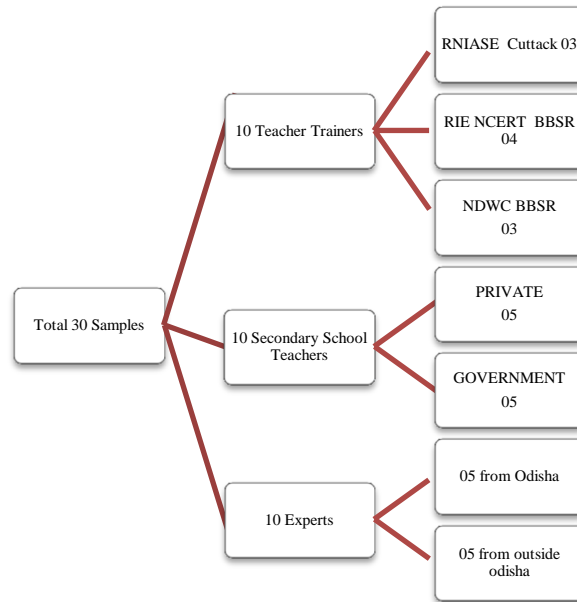 Total 30 Samples
10 Teacher Trainers
RNIASE Cuttack 03
RIE NCERT BBSR
04
NDWC BBSR
03
10 Secondary School
Teachers
PRIVATE
05
GOVERNMENT
05
10 Experts
05 from Odisha
05 from outside
odisha